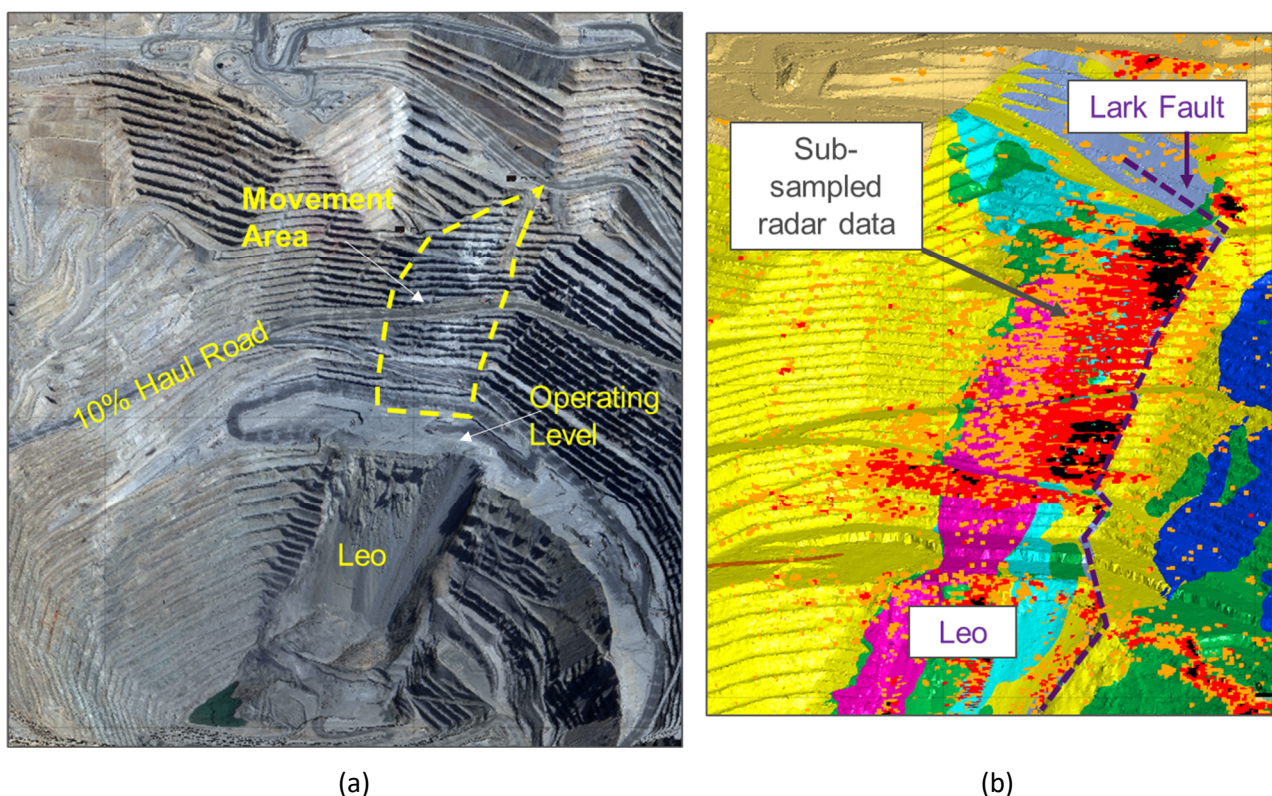 Movement
Area
10% Haul Road
Operating
Level
Leo
(a)
Lark Fault
Sub-
sampled
radar data
Leo
(b)